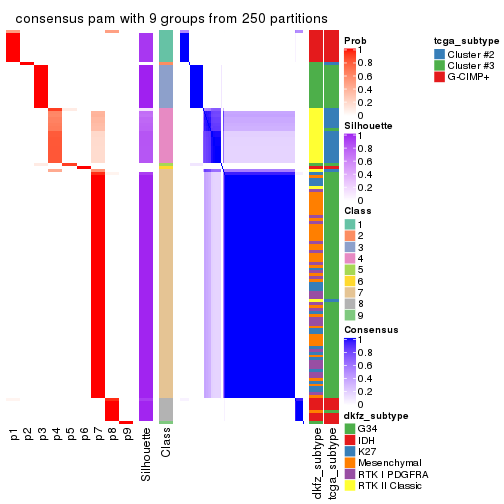 consensus pam with 9 groups from 250 partitions
p1
p2
p3
p4
p5
p6
p7
p8
p9
Silhouette
Class
dkfz_subtype
tcga_subtype
Prob
1
0.8
0.6
0.4
0.2
0
Silhouette
1
0.8
0.6
0.4
0.2
0
Class
1
2
3
4
5
6
7
8
9
Consensus
1
0.8
0.6
0.4
0.2
0
dkfz_subtype
G34
IDH
K27
Mesenchymal
RTK I PDGFRA
RTK II Classic
tcga_subtype
Cluster #2
Cluster #3
G-CIMP+